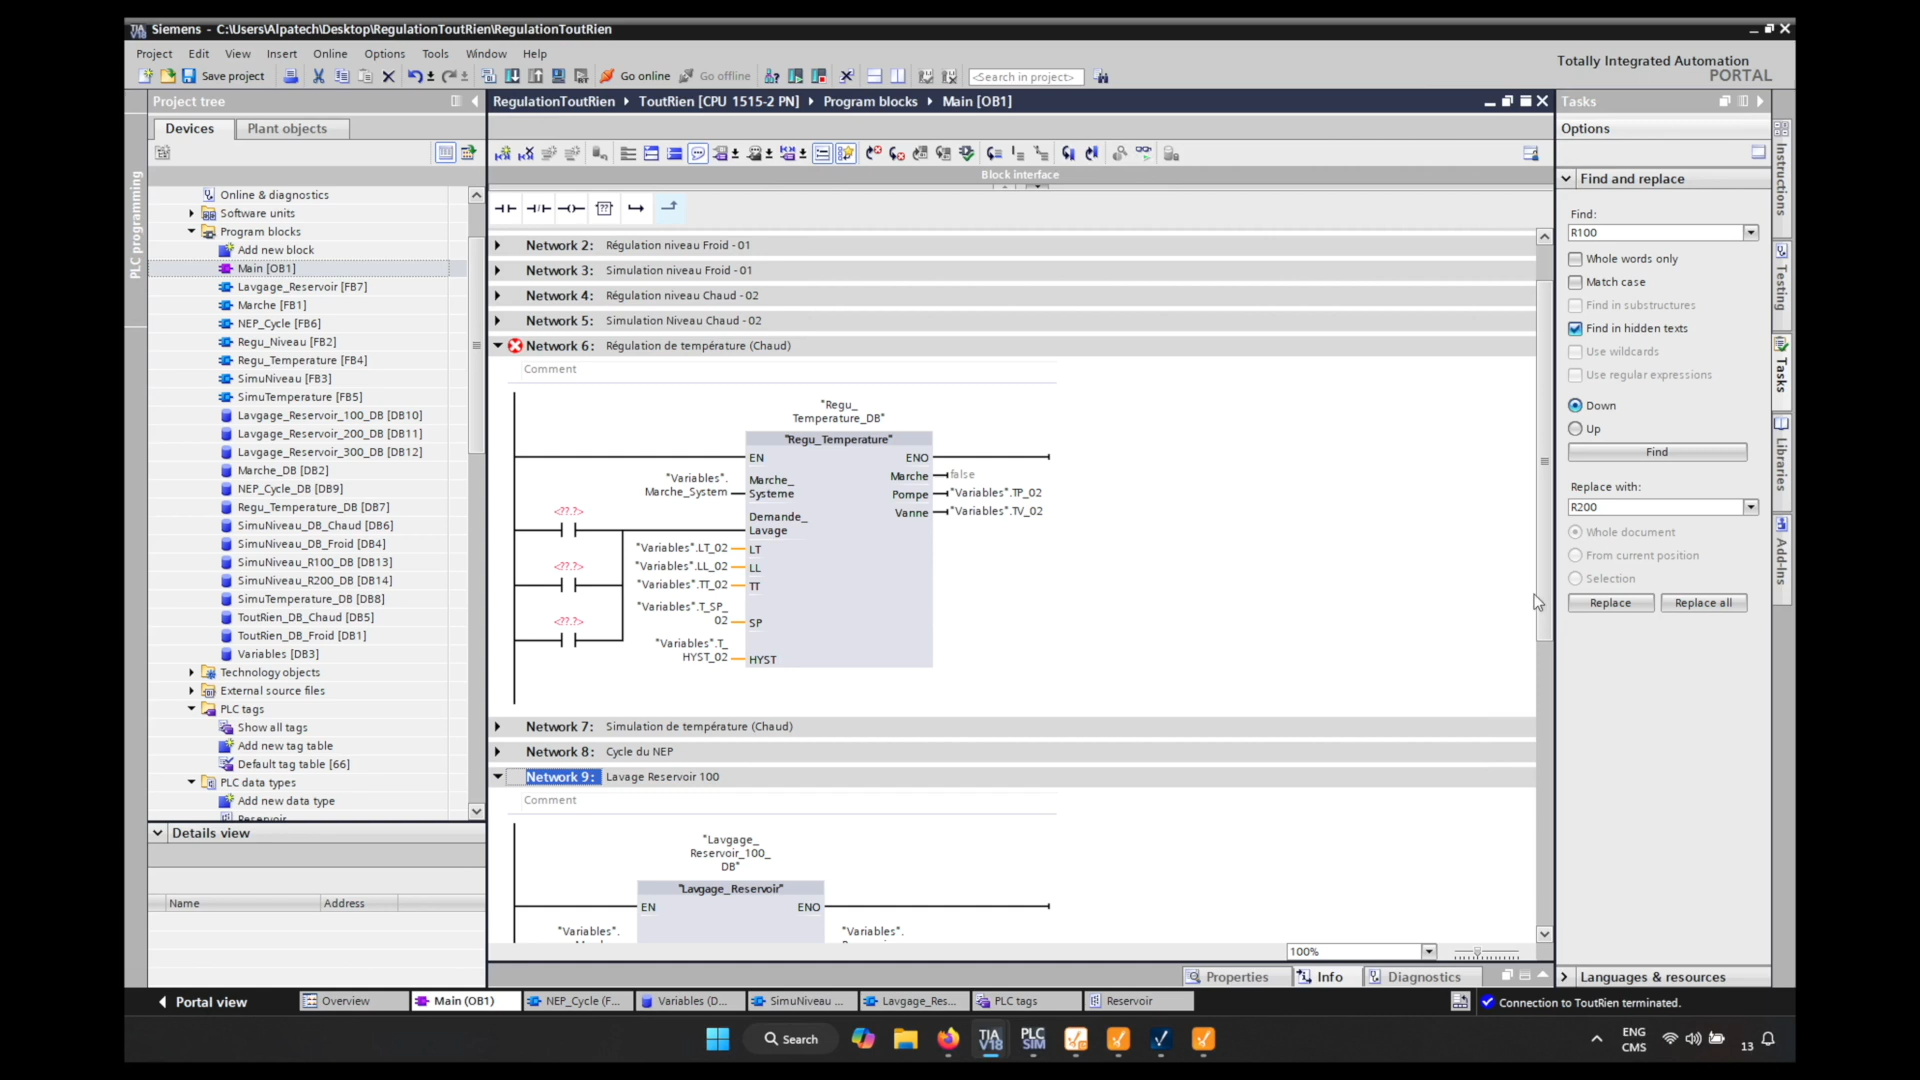 Siemens - C:\Users\Alpatech\Desktop\RegulationToutRien\RegulationToutRien
Project Edit View Insert Online Options Tools Window Help
Totally Integrated Automation
PORTAL
Save project
Go online
Go offline
<Search in project>
Project tree
RegulationToutRien ▸ ToutRien [CPU 1515-2 PN] ▸ Program blocks ▸ Main [OB1]
Tasks
Devices
Plant objects
Options
PLC programming
Block interface
Find and replace
Online & diagnostics
Software units
Program blocks
Add new block
Main [OB1]
Lavgage_Reservoir [FB7]
Marche [FB1]
NEP_Cycle [FB6]
Regu_Niveau [FB2]
Regu_Temperature [FB4]
SimuNiveau [FB3]
SimuTemperature [FB5]
Lavgage_Reservoir_100_DB [DB10]
Lavgage_Reservoir_200_DB [DB11]
Lavgage_Reservoir_300_DB [DB12]
Marche_DB [DB2]
NEP_Cycle_DB [DB9]
Regu_Temperature_DB [DB7]
SimuNiveau_DB_Chaud [DB6]
SimuNiveau_DB_Froid [DB4]
SimuNiveau_R100_DB [DB13]
SimuNiveau_R200_DB [DB14]
SimuTemperature_DB [DB8]
ToutRien_DB_Chaud [DB5]
ToutRien_DB_Froid [DB1]
Variables [DB3]
Technology objects
External source files
PLC tags
Show all tags
Add new tag table
Default tag table [66]
PLC data types
Add new data type
Reservoir
Details view
Name Address
??
Network 2: Régulation niveau Froid - 01
Network 3: Simulation niveau Froid - 01
Network 4: Régulation niveau Chaud - 02
Network 5: Simulation Niveau Chaud - 02
Network 6: Régulation de température (Chaud)
Comment
"Regu_
Temperature_DB"
"Regu_Temperature"
EN ENO
"Variables".
Marche_System
Marche_
Systeme
Marche false
Pompe "Variables".TP_02
<??.?>
Demande_
Lavage
Vanne "Variables".TV_02
"Variables".LT_02 LT
<??.?>
"Variables".LL_02 LL
"Variables".TT_02 TT
"Variables".T_SP_
02 SP
<??.?>
"Variables".T_
HYST_02 HYST
Network 7: Simulation de température (Chaud)
Network 8: Cycle du NEP
Network 9: Lavage Reservoir 100
Comment
"Lavgage_
Reservoir_100_
DB"
"Lavgage_Reservoir"
EN ENO
"Variables".
"Variables".
100%
Properties
Info
Diagnostics
Find:
R100
Whole words only
Match case
Find in substructures
Find in hidden texts
Use wildcards
Use regular expressions
Down
Up
Find
Replace with:
R200
Whole document
From current position
Selection
Replace
Replace all
Languages & resources
Instructions
Testing
Tasks
Libraries
Add-Ins
Portal view
Overview
Main (OB1)
NEP_Cycle (F...
Variables (D...
SimuNiveau ...
Lavgage_Res...
PLC tags
Reservoir
Connection to ToutRien terminated.
Search
TIA
V18
PLC
SIM
ENG
CMS
13